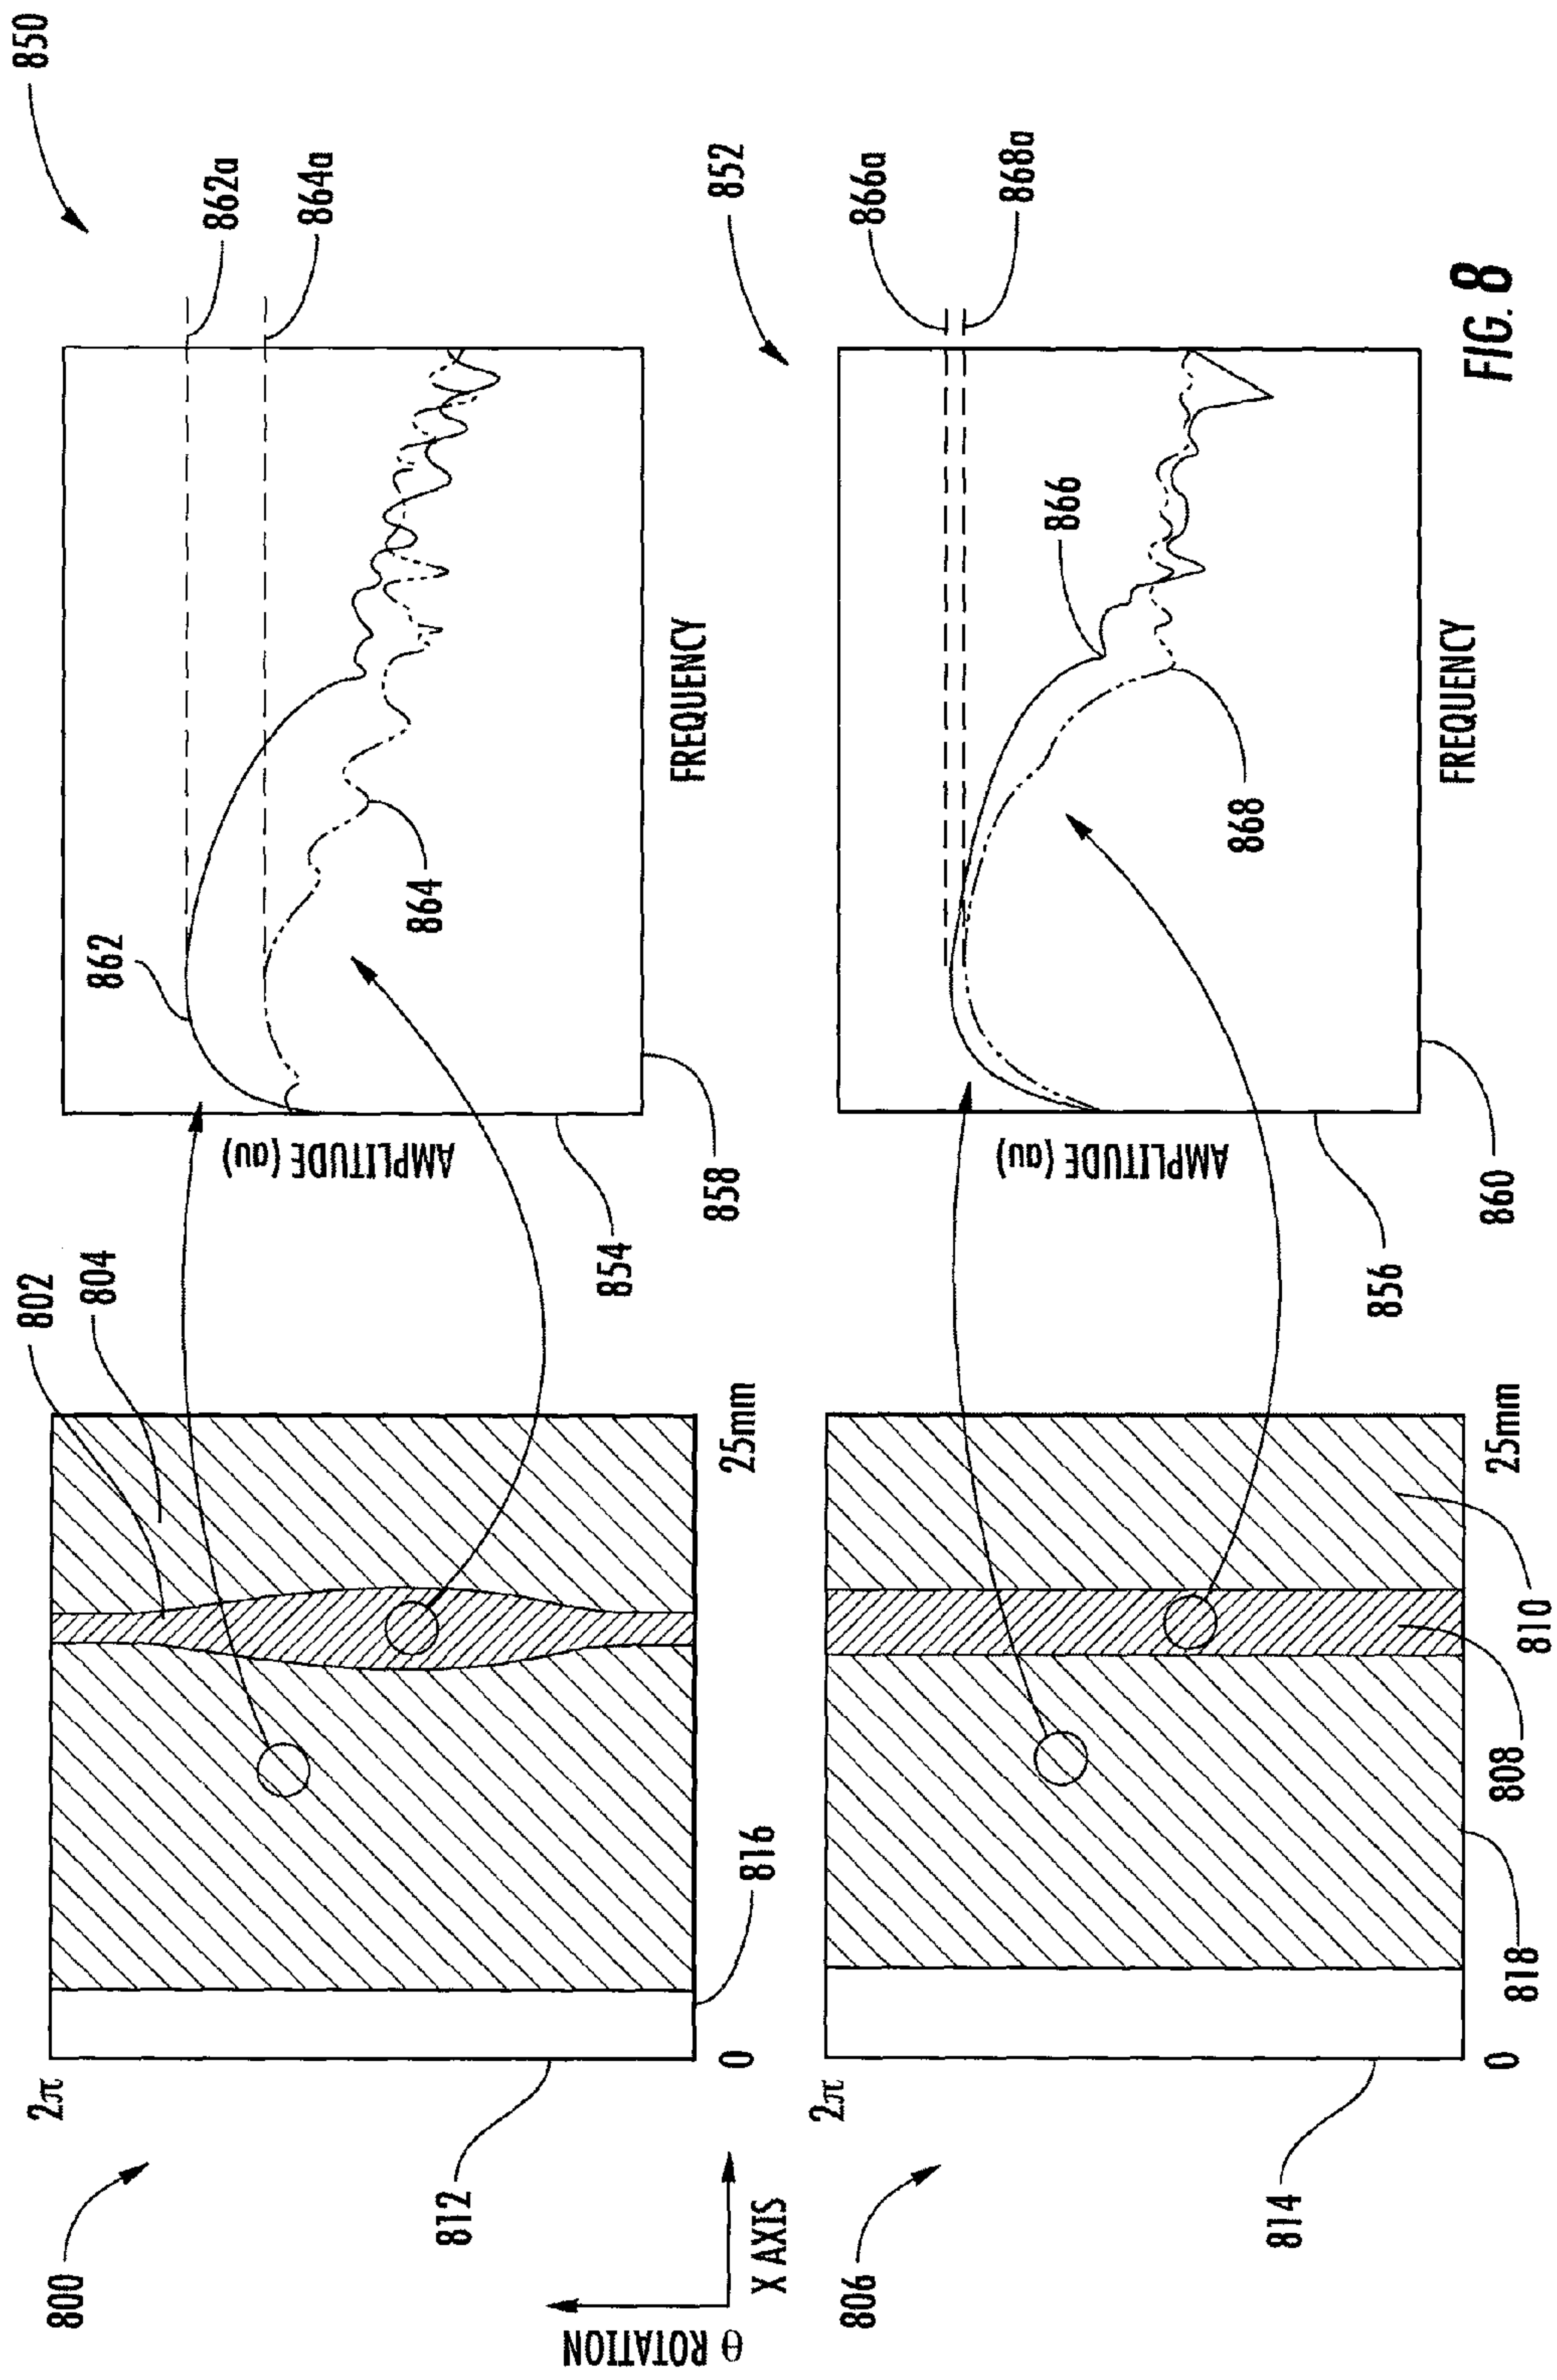 850
862a
864a
862
864
FREQUENCY
AMPLITUDE (au)
854
858
802
804
2π
0
25mm
816
812
800
θ ROTATION
X AXIS
852
866a
868a
866
868
FREQUENCY
AMPLITUDE (au)
856
860
2π
0
25mm
810
808
818
814
806
FIG. 8